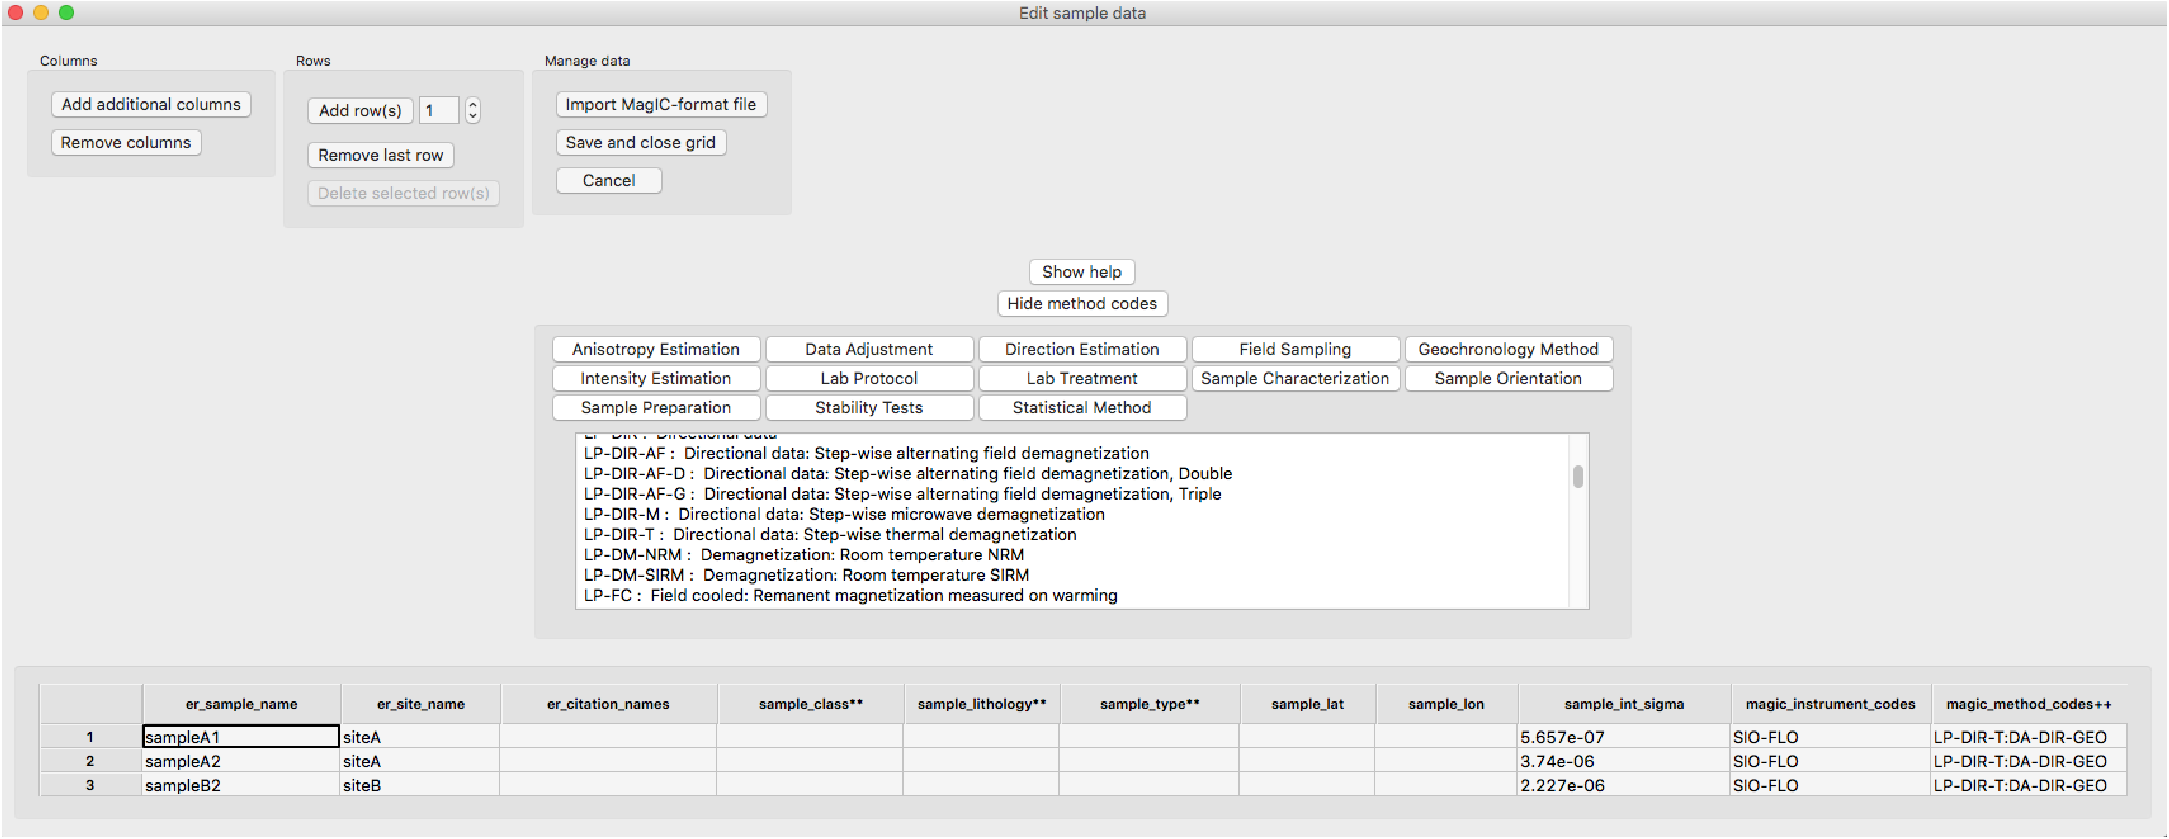 Edit sample data
Columns
Rows
Manage data
Add additional columns
Remove columns
Add row(s) 1
Remove last row
Delete selected row(s)
Import MagIC-format file
Save and close grid
Cancel
Show help
Hide method codes
Anisotropy Estimation Data Adjustment Direction Estimation Field Sampling Geochronology Method
Intensity Estimation Lab Protocol Lab Treatment Sample Characterization Sample Orientation
Sample Preparation Stability Tests Statistical Method
LP-DIR : Directional data
LP-DIR-AF : Directional data: Step-wise alternating field demagnetization
LP-DIR-AF-D : Directional data: Step-wise alternating field demagnetization, Double
LP-DIR-AF-G : Directional data: Step-wise alternating field demagnetization, Triple
LP-DIR-M : Directional data: Step-wise microwave demagnetization
LP-DIR-T : Directional data: Step-wise thermal demagnetization
LP-DM-NRM : Demagnetization: Room temperature NRM
LP-DM-SIRM : Demagnetization: Room temperature SIRM
LP-FC : Field cooled: Remanent magnetization measured on warming
er_sample_name er_site_name er_citation_names sample_class** sample_lithology** sample_type** sample_lat sample_lon sample_int_sigma magic_instrument_codes magic_method_codes++
1 sampleA1 siteA 5.657e-07 SIO-FLO LP-DIR-T:DA-DIR-GEO
2 sampleA2 siteA 3.74e-06 SIO-FLO LP-DIR-T:DA-DIR-GEO
3 sampleB2 siteB 2.227e-06 SIO-FLO LP-DIR-T:DA-DIR-GEO